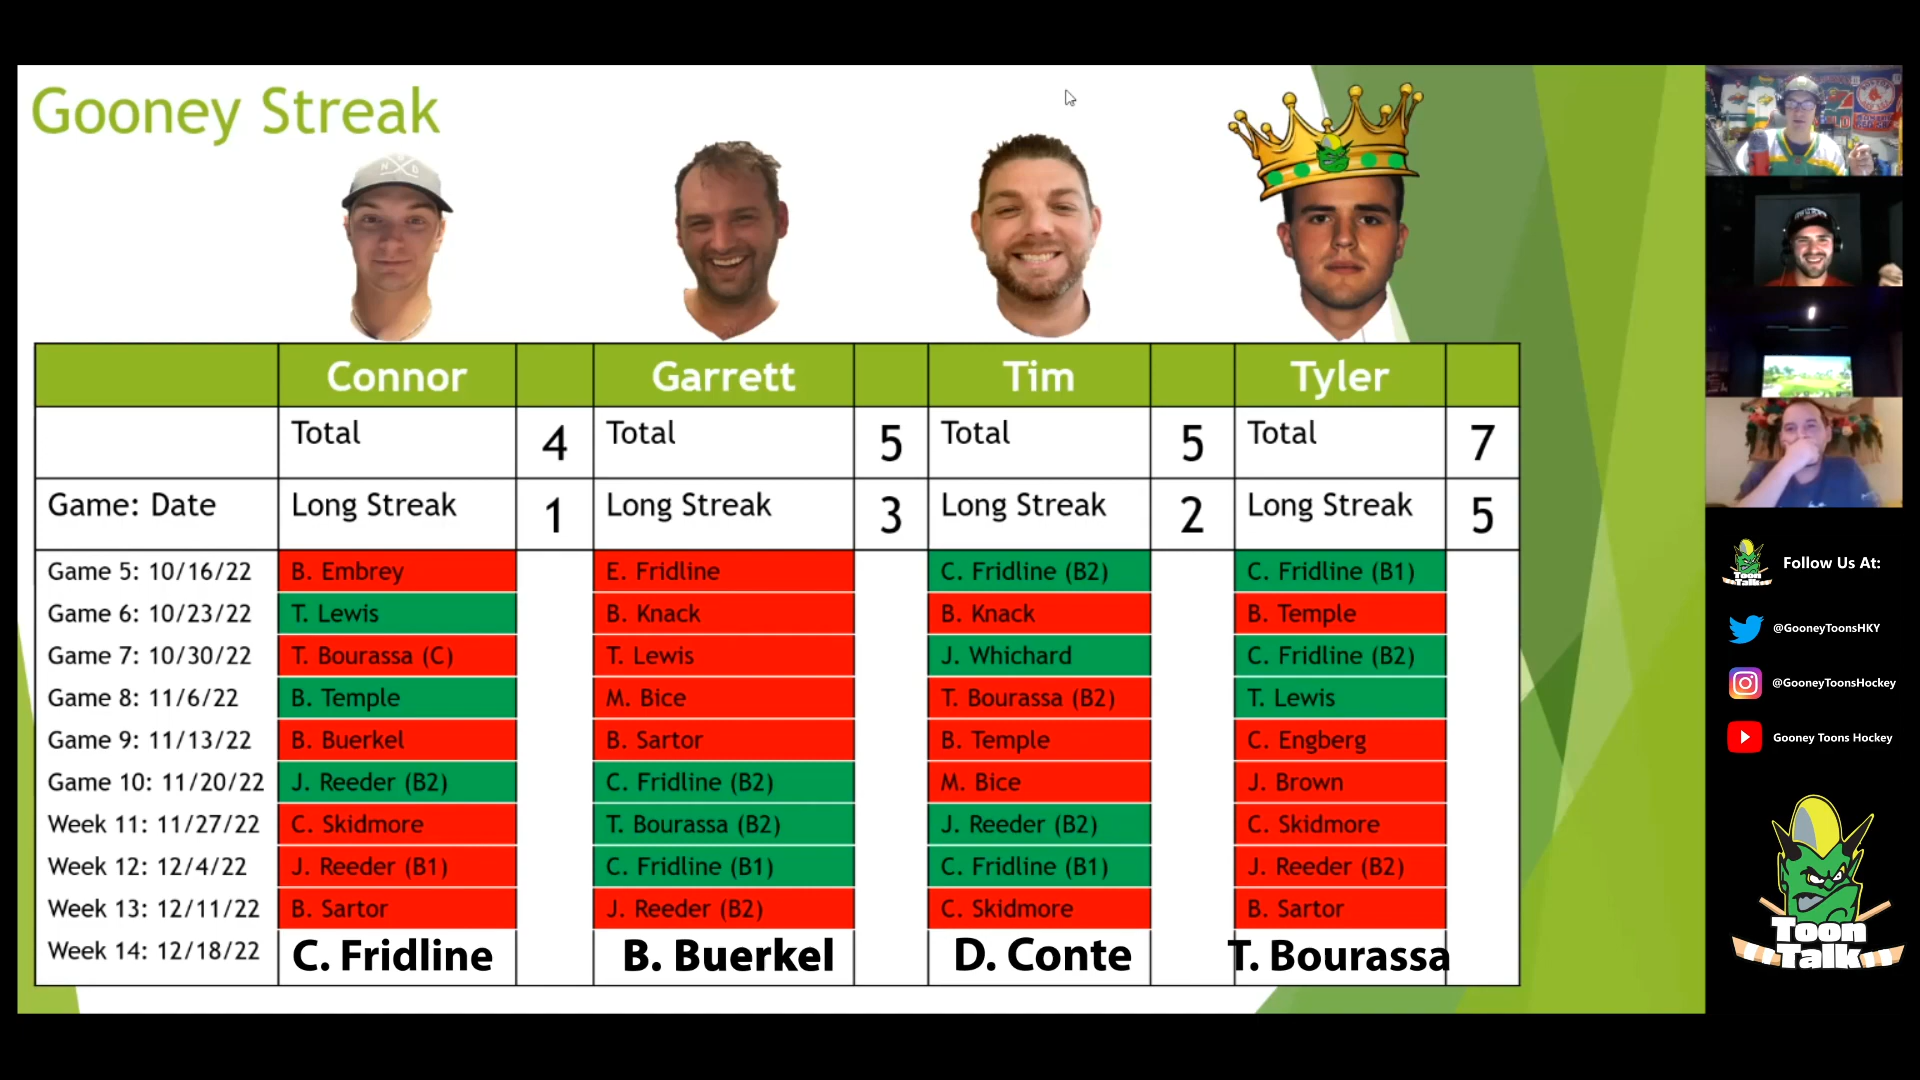 Gooney Streak
Connor Garrett Tim Tyler
Total 4 Total 5 Total 5 Total 7
Game: Date Long Streak 1 Long Streak 3 Long Streak 2 Long Streak 5
Game 5: 10/16/22 B. Embrey E. Fridline C. Fridline (B2) C. Fridline (B1)
Game 6: 10/23/22 T. Lewis B. Knack B. Knack B. Temple
Game 7: 10/30/22 T. Bourassa (C) T. Lewis J. Whichard C. Fridline (B2)
Game 8: 11/6/22 B. Temple M. Bice T. Bourassa (B2) T. Lewis
Game 9: 11/13/22 B. Buerkel B. Sartor B. Temple C. Engberg
Game 10: 11/20/22 J. Reeder (B2) C. Fridline (B2) M. Bice J. Brown
Week 11: 11/27/22 C. Skidmore T. Bourassa (B2) J. Reeder (B2) C. Skidmore
Week 12: 12/4/22 J. Reeder (B1) C. Fridline (B1) C. Fridline (B1) J. Reeder (B2)
Week 13: 12/11/22 B. Sartor J. Reeder (B2) C. Skidmore B. Sartor
Week 14: 12/18/22 C. Fridline B. Buerkel D. Conte T. Bourassa
Toon
Talk
Follow Us At:
@GooneyToonsHKY
@GooneyToonsHockey
Gooney Toons Hockey
Toon
Talk